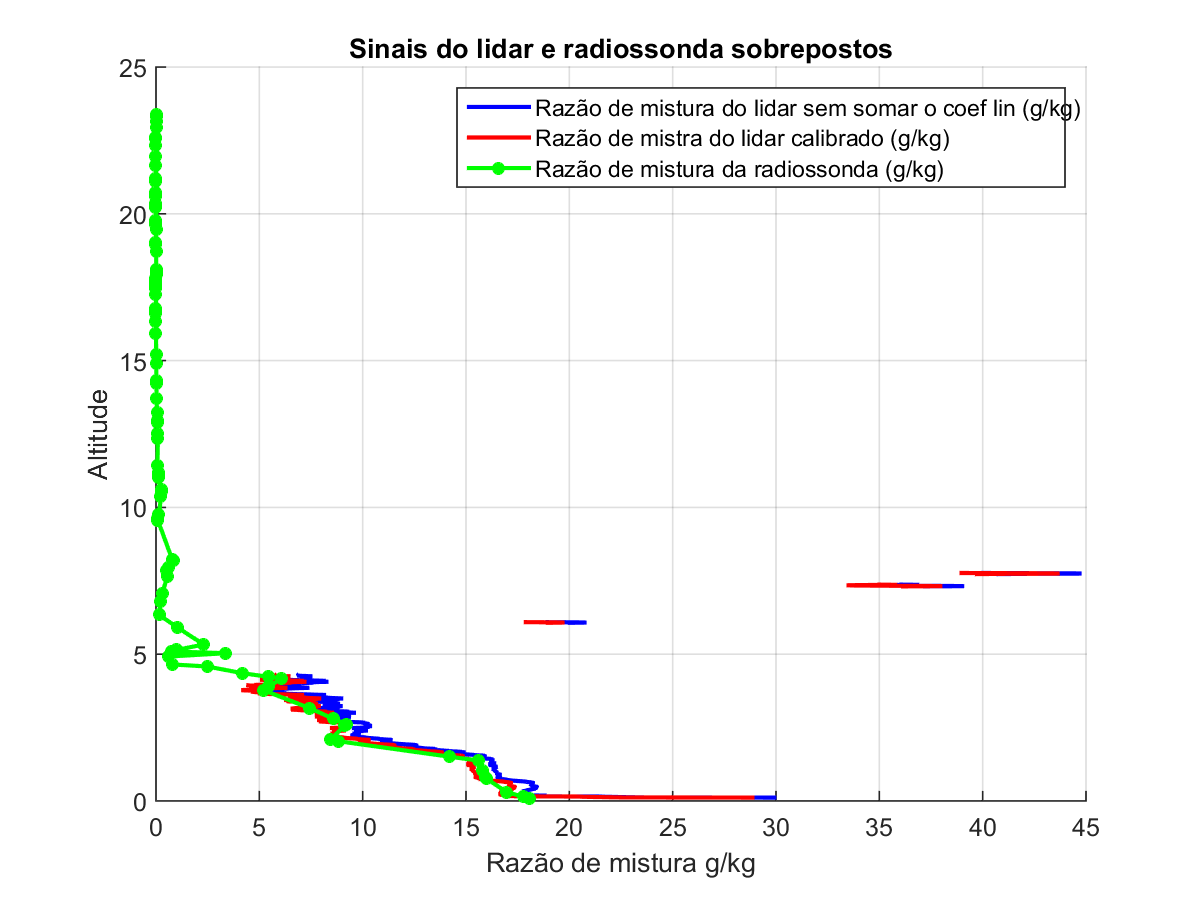 Sinais do lidar e radiossonda sobrepostos
25
20
15
10
5
0
Altitude
Razão de mistura do lidar sem somar o coef lin (g/kg)
Razão de mistra do lidar calibrado (g/kg)
Razão de mistura da radiossonda (g/kg)
0 5 10 15 20 25 30 35 40 45
Razão de mistura g/kg